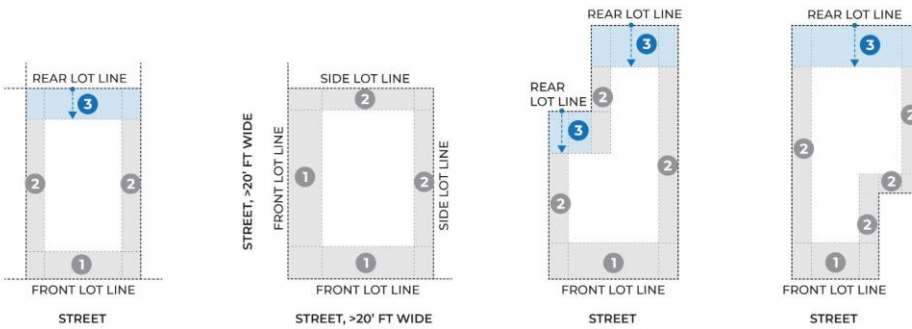 REAR LOT LINE
3
2
2
1
FRONT LOT LINE
STREET
SIDE LOT LINE
2
STREET, >20' FT WIDE
FRONT LOT LINE
1
2
SIDE LOT LINE
1
FRONT LOT LINE
STREET, >20' FT WIDE
REAR LOT LINE
3
REAR
LOT LINE
2
3
2
2
1
FRONT LOT LINE
STREET
REAR LOT LINE
3
2
2
2
2
1
FRONT LOT LINE
STREET